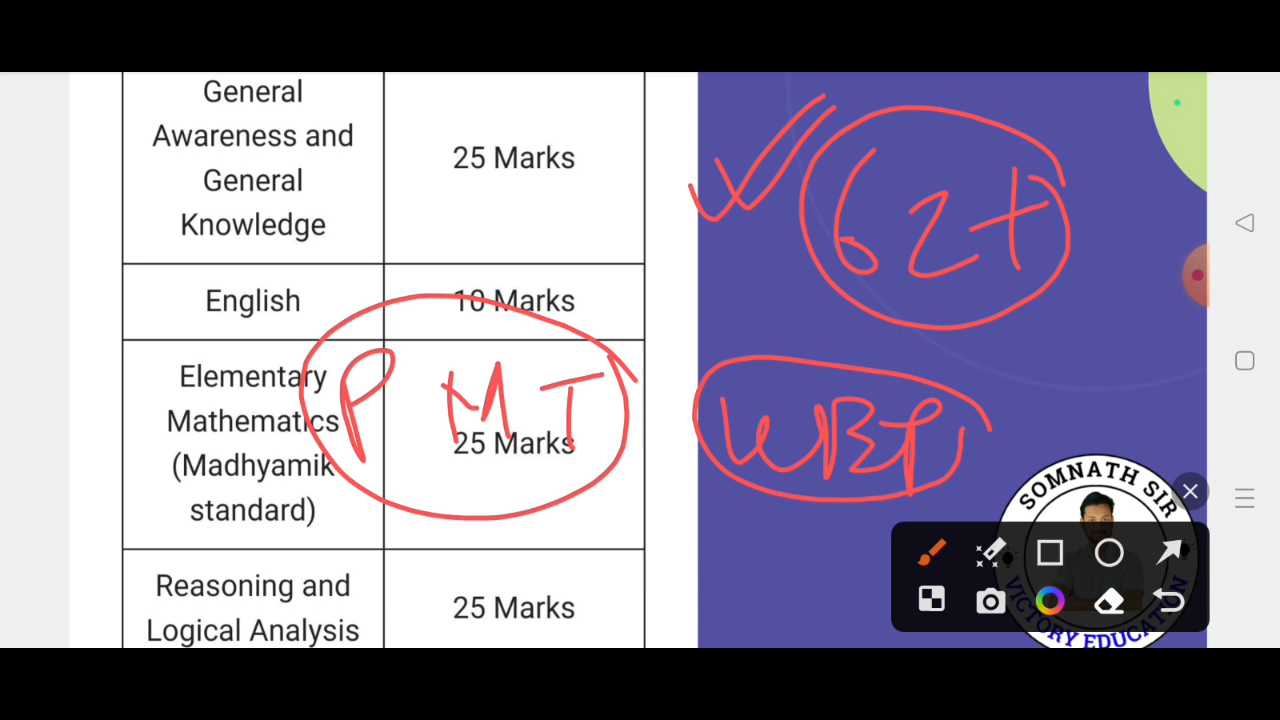 General
Awareness and
General
Knowledge
25 Marks
English
10 Marks
Elementary
Mathematics
(Madhyamik
standard)
25 Marks
Reasoning and
Logical Analysis
25 Marks
62+
PMT
WBP
SOMNATH SIR
VICTORY EDUCATION